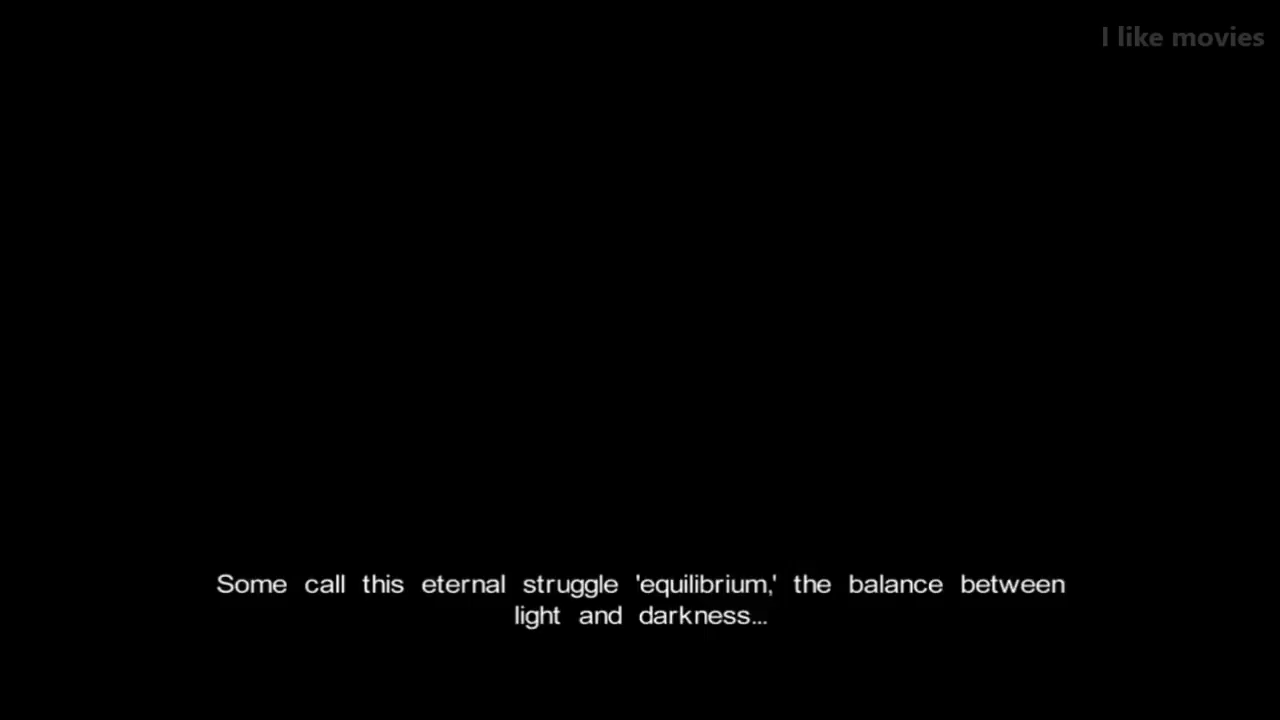 I like movies
Some call this eternal struggle 'equilibrium,' the balance between
light and darkness...